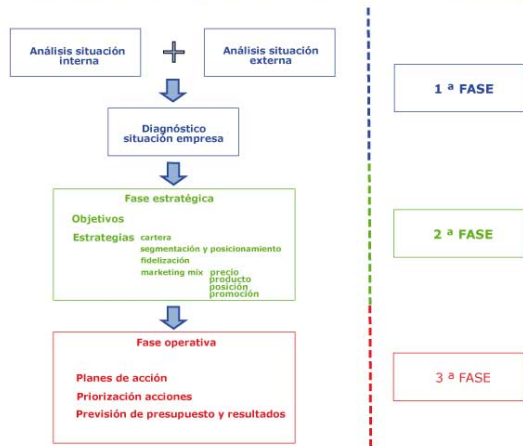 Análisis situación
interna
+
Análisis situación
externa
1 ª FASE
Diagnóstico
situación empresa
Fase estratégica
Objetivos
Estrategias cartera
segmentación y posicionamiento
fidelización
marketing mix precio
producto
posición
promoción
2 ª FASE
Fase operativa
Planes de acción
Priorización acciones
Previsión de presupuesto y resultados
3 ª FASE